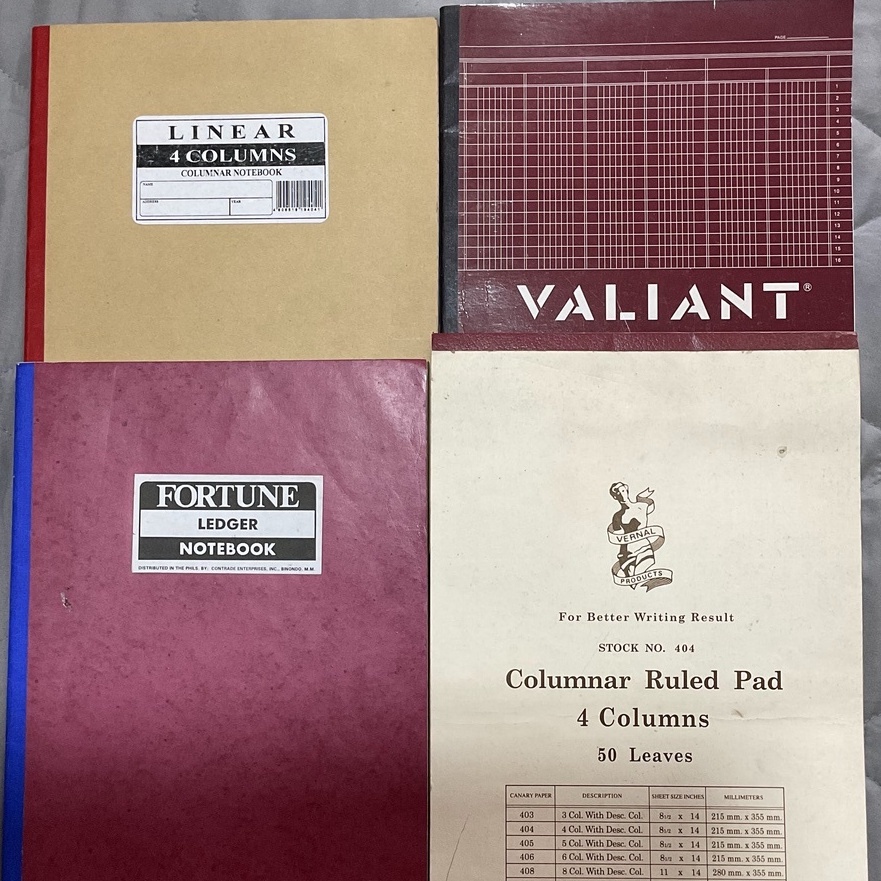 LINEAR
4 COLUMNS
COLUMNAR NOTEBOOK
NAME
ADDRESS
YEAR
PAGE
1
2
3
4
5
6
7
8
9
10
11
12
13
14
15
16
VALIANT®
FORTUNE
LEDGER
NOTEBOOK
DISTRIBUTED IN THE PHILS. BY: CONTRADE ENTERPRISES, INC., BINONDO, M.M.
VERNAL
PRODUCTS
For Better Writing Result
STOCK NO. 404
Columnar Ruled Pad
4 Columns
50 Leaves
CANARY PAPER DESCRIPTION SHEET SIZE INCHES MILLIMETERS
403 3 Col. With Desc. Col. 8 1/2 x 14 215 mm. x 355 mm.
404 4 Col. With Desc. Col. 8 1/2 x 14 215 mm. x 355 mm.
405 5 Col. With Desc. Col. 8 1/2 x 14 215 mm. x 355 mm.
406 6 Col. With Desc. Col. 8 1/2 x 14 215 mm. x 355 mm.
408 8 Col. With Desc. Col. 11 x 14 280 mm. x 355 mm.